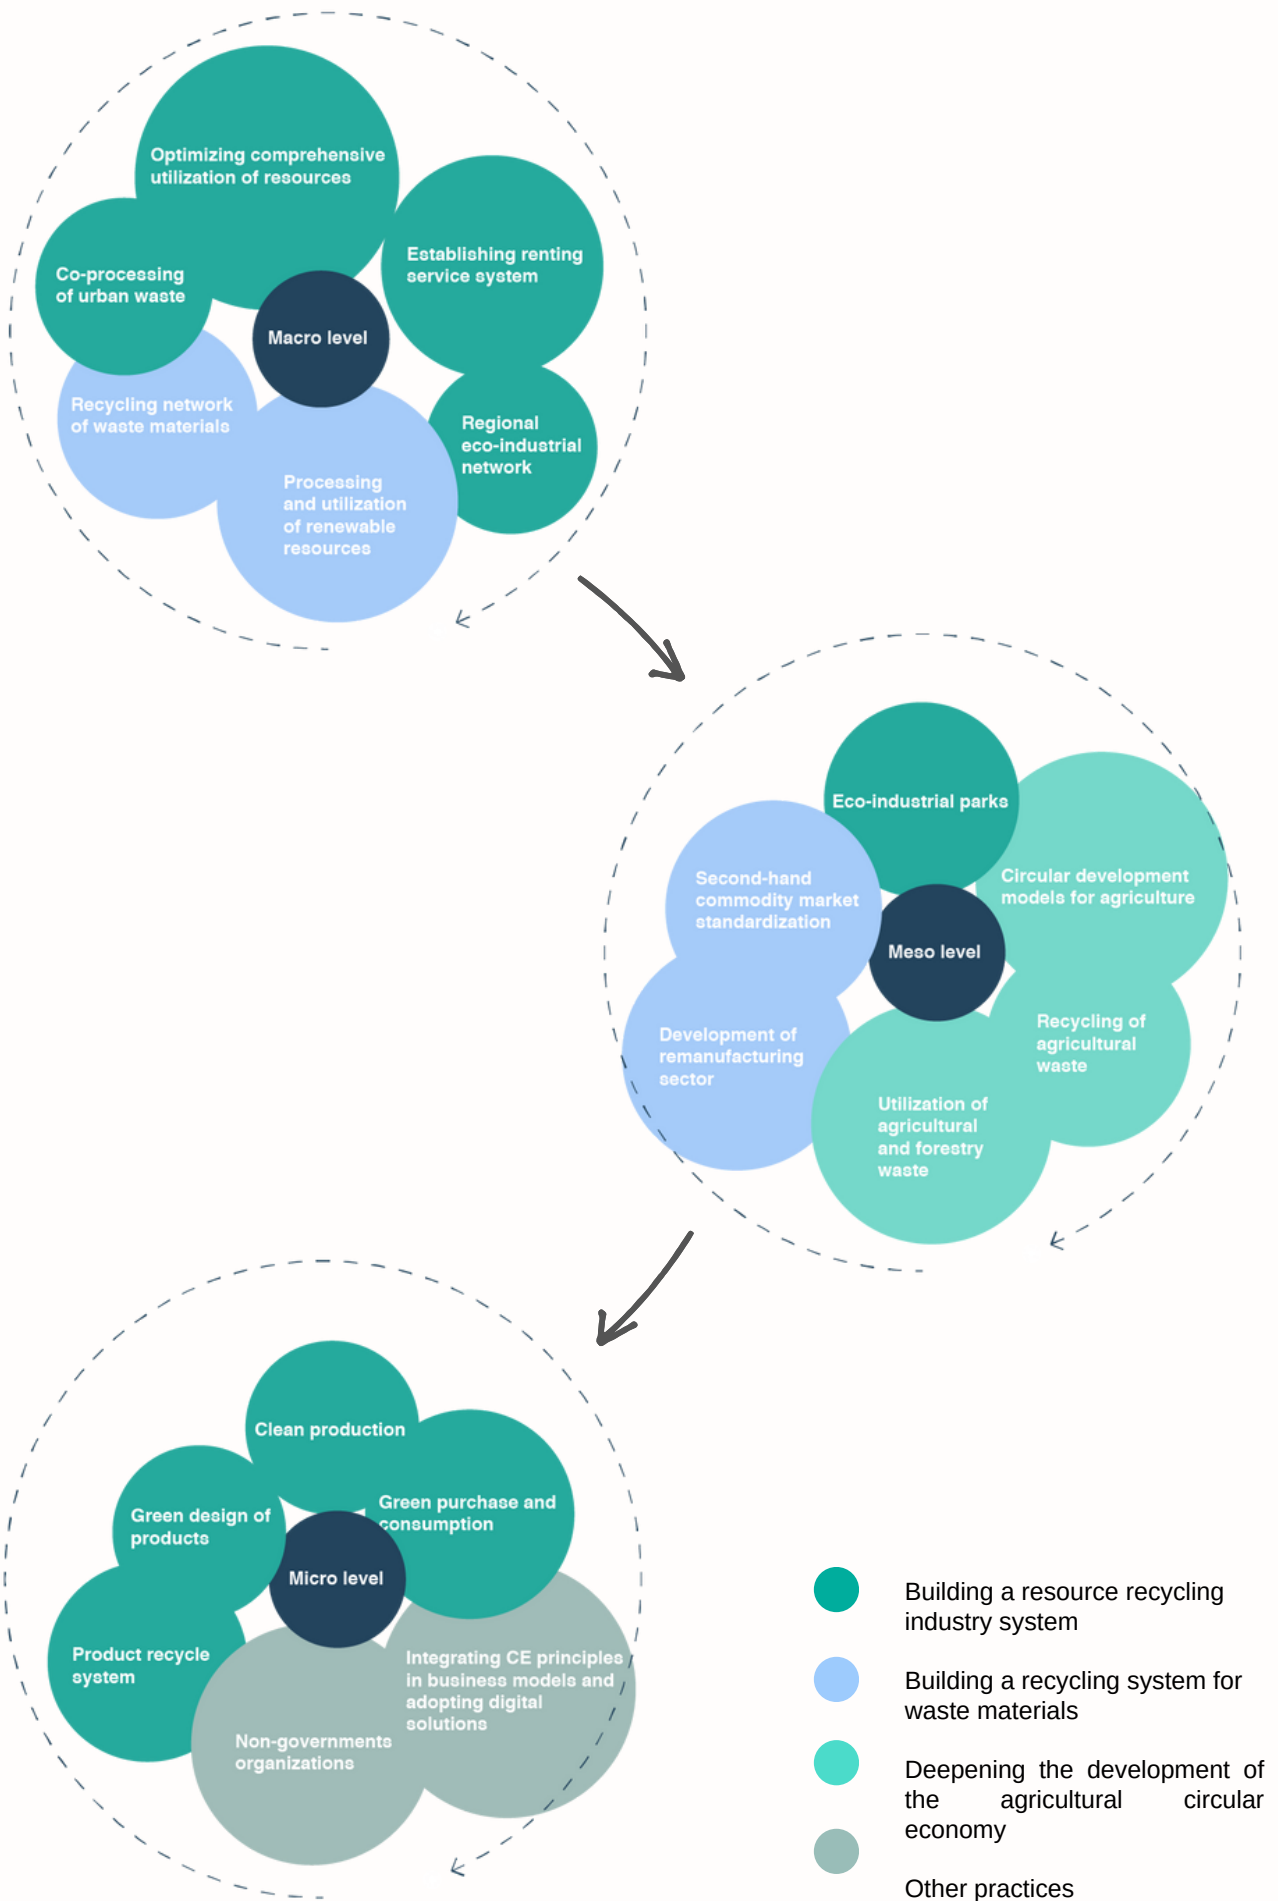 Optimizing comprehensive
utilization of resources
Establishing renting
service system
Co-processing
of urban waste
Macro level
Recycling network
of waste materials
Regional
eco-industrial
network
Processing
and utilization
of renewable
resources
Eco-industrial parks
Second-hand
commodity market
standardization
Circular development
models for agriculture
Meso level
Development of
remanufacturing
sector
Recycling of
agricultural
waste
Utilization of
agricultural
and forestry
waste
Clean production
Green purchase and
consumption
Green design of
products
Micro level
Product recycle
system
Integrating CE principles
in business models and
adopting digital
solutions
Non-governments
organizations
Building a resource recycling
industry system
Building a recycling system for
waste materials
Deepening the development of
the agricultural circular
economy
Other practices